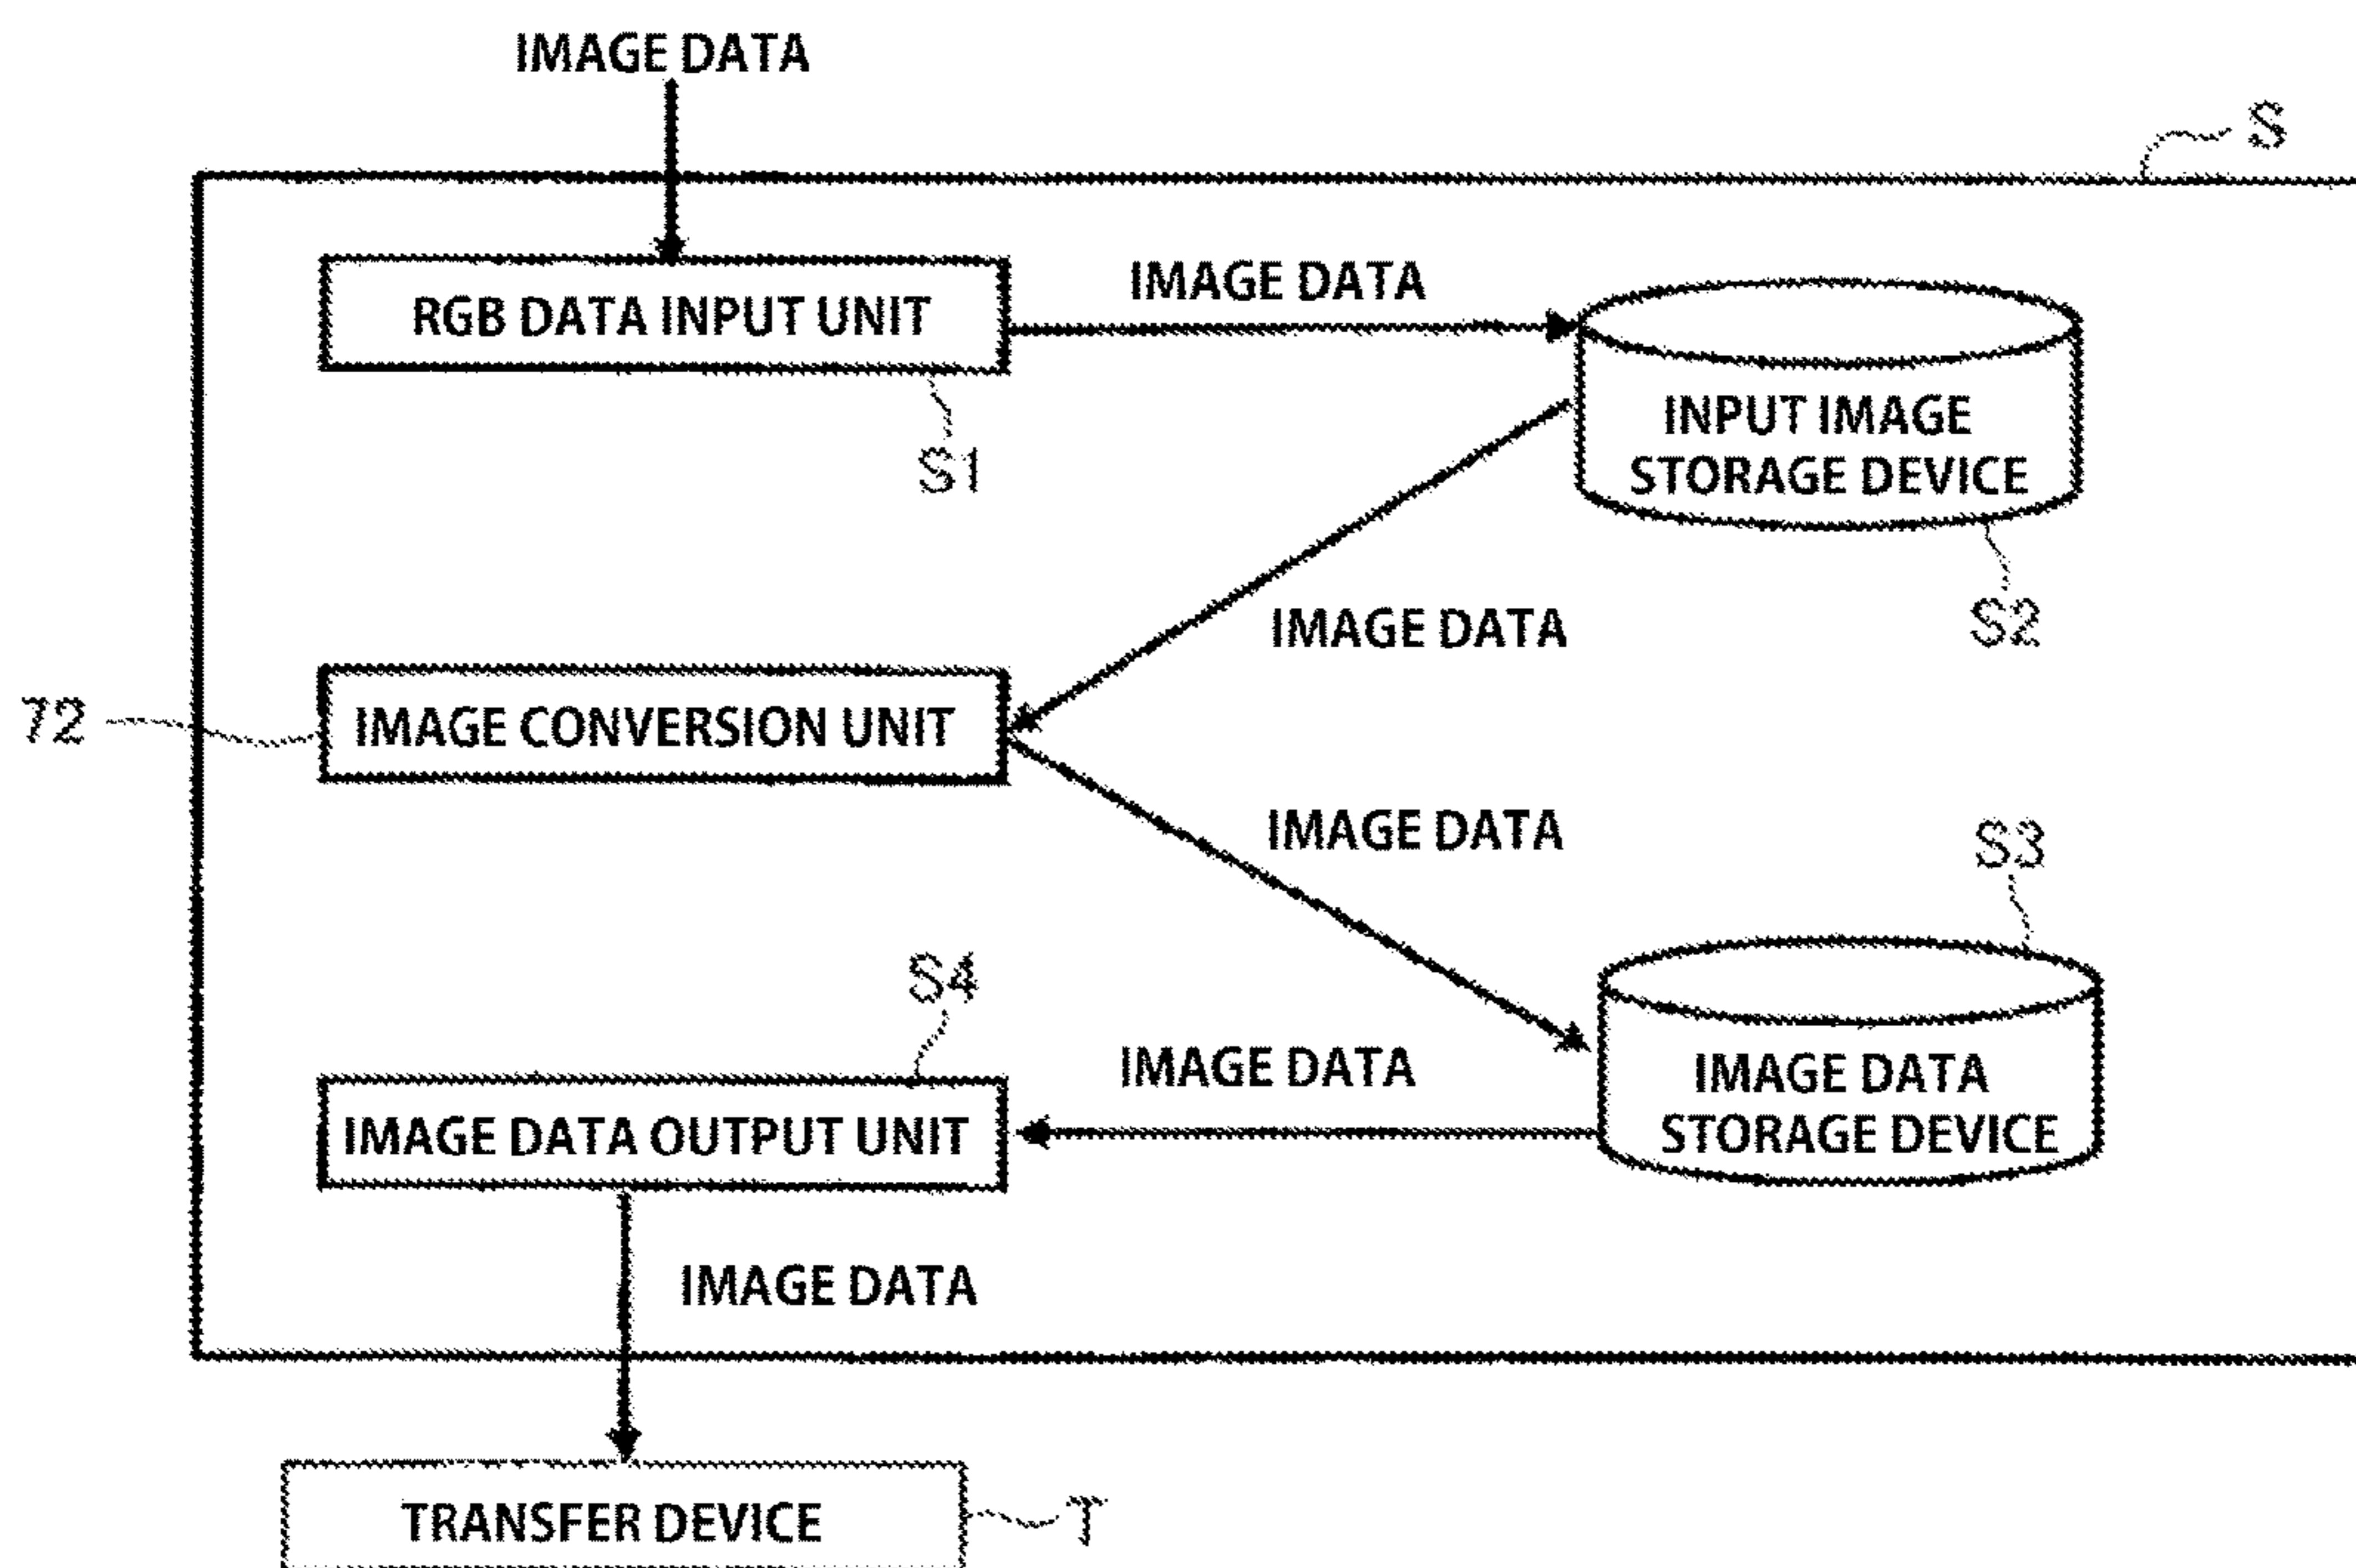 IMAGE DATA
S
RGB DATA INPUT UNIT
IMAGE DATA
S1
INPUT IMAGE
STORAGE DEVICE
S2
IMAGE DATA
72
IMAGE CONVERSION UNIT
IMAGE DATA
S3
S4
IMAGE DATA
IMAGE DATA
STORAGE DEVICE
IMAGE DATA OUTPUT UNIT
IMAGE DATA
TRANSFER DEVICE
T